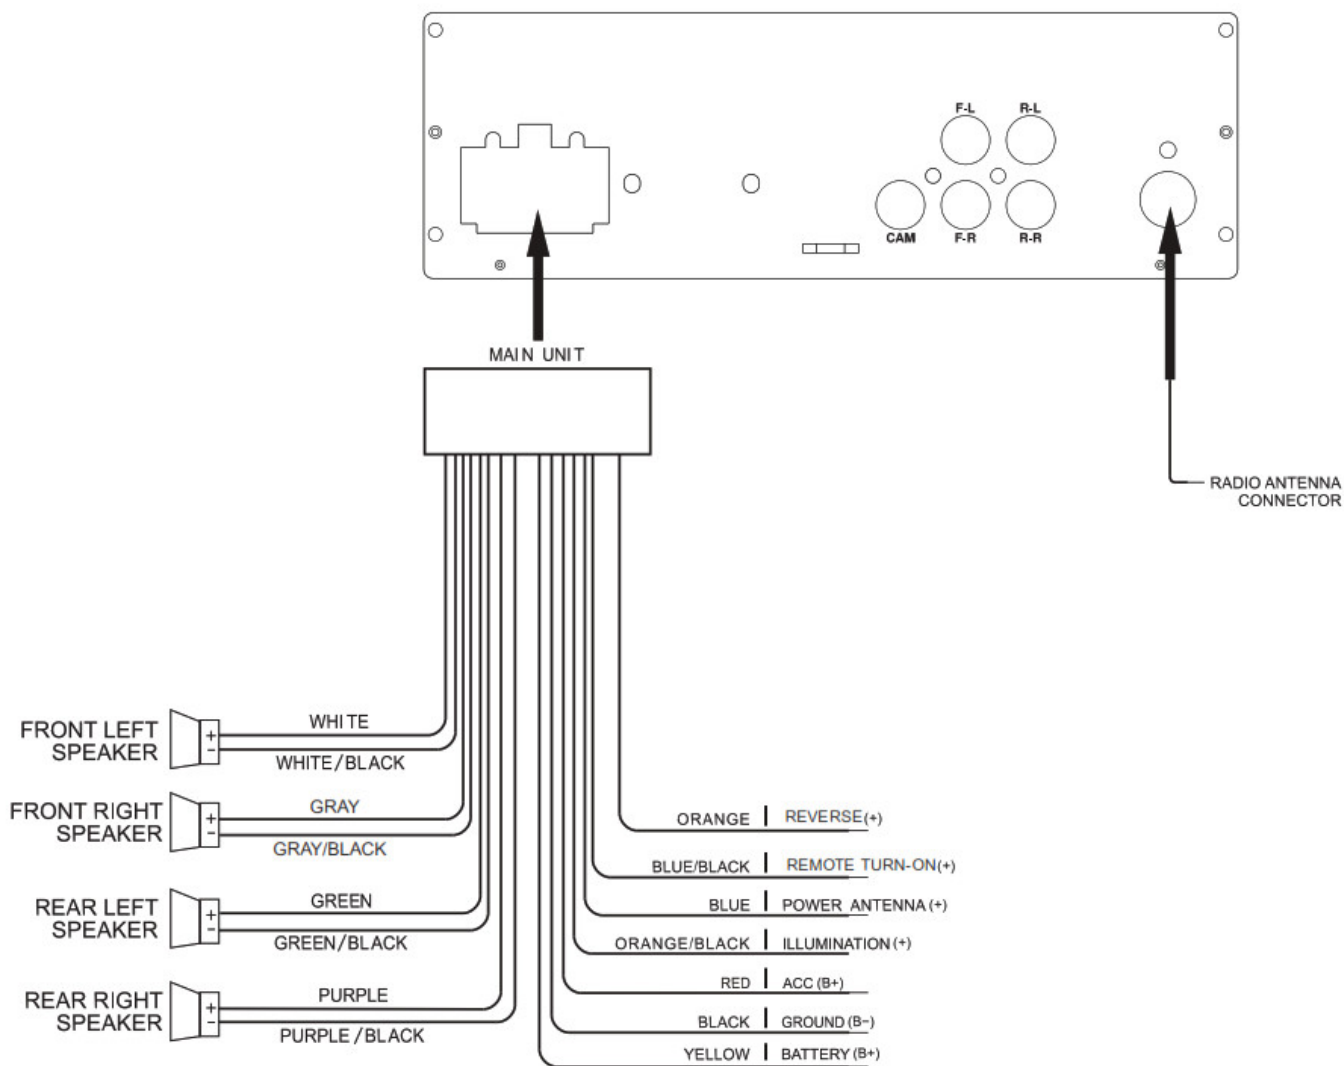 F-L R-L
CAM F-R R-R
MAIN UNIT
RADIO ANTENNA
CONNECTOR
FRONT LEFT
SPEAKER
+
−
WHITE
WHITE/BLACK
FRONT RIGHT
SPEAKER
+
−
GRAY
GRAY/BLACK
REAR LEFT
SPEAKER
+
−
GREEN
GREEN/BLACK
REAR RIGHT
SPEAKER
+
−
PURPLE
PURPLE/BLACK
ORANGE | REVERSE(+)
BLUE/BLACK | REMOTE TURN-ON(+)
BLUE | POWER ANTENNA(+)
ORANGE/BLACK | ILLUMINATION(+)
RED | ACC(B+)
BLACK | GROUND(B−)
YELLOW | BATTERY(B+)